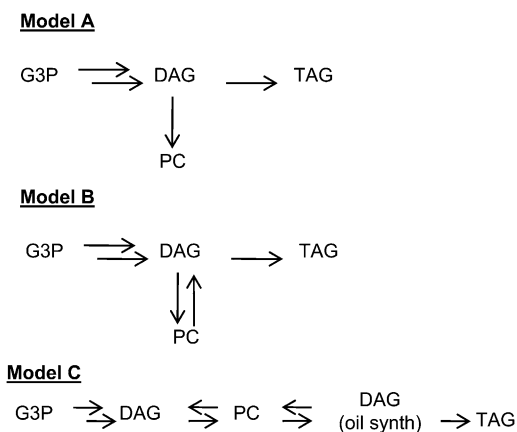 Model A
G3P DAG TAG
PC
Model B
G3P DAG TAG
PC
Model C
G3P DAG PC DAG
(oil synth) TAG